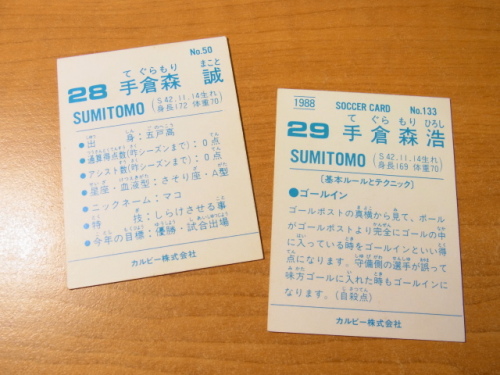 No.50
て ぐらもり まこと
28 手倉森 誠
SUMITOMO (S42.11.14生れ 身長172 体重70)
●出 身：五戸高
●通算得点数(昨シーズンまで)：0点
●アシスト数(昨シーズンまで)：0点
●星座・血液型：さそり座・A型
●ニックネーム：マコ
●特 技：しらけさせる事
●今年の目標：優勝・試合出場
カルビー株式会社
1988 SOCCER CARD No.133
て ぐら もり ひろし
29 手倉森 浩
SUMITOMO (S42.11.14生れ 身長169 体重70)
〔基本ルールとテクニック〕
●ゴールイン
ゴールポストの真横から見て、ボール
がゴールポストより完全にゴールの中
に入っている時をゴールインといい得
点になります。守備側の選手が誤って
味方ゴールに入れた時もゴールインに
なります。(自殺点)
カルビー株式会社